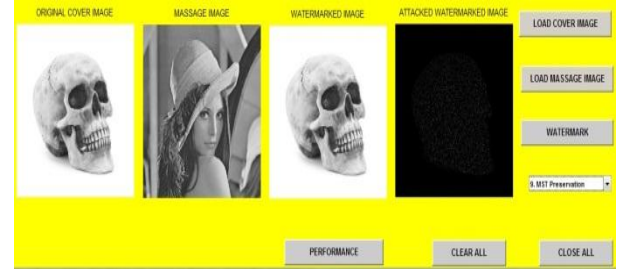 ORIGINAL COVER IMAGE
MASSAGE IMAGE
WATERMARKED IMAGE
ATTACKED WATERMARKED IMAGE
LOAD COVER IMAGE
LOAD MASSAGE IMAGE
WATERMARK
9. MST Preservation
PERFORMANCE
CLEAR ALL
CLOSE ALL